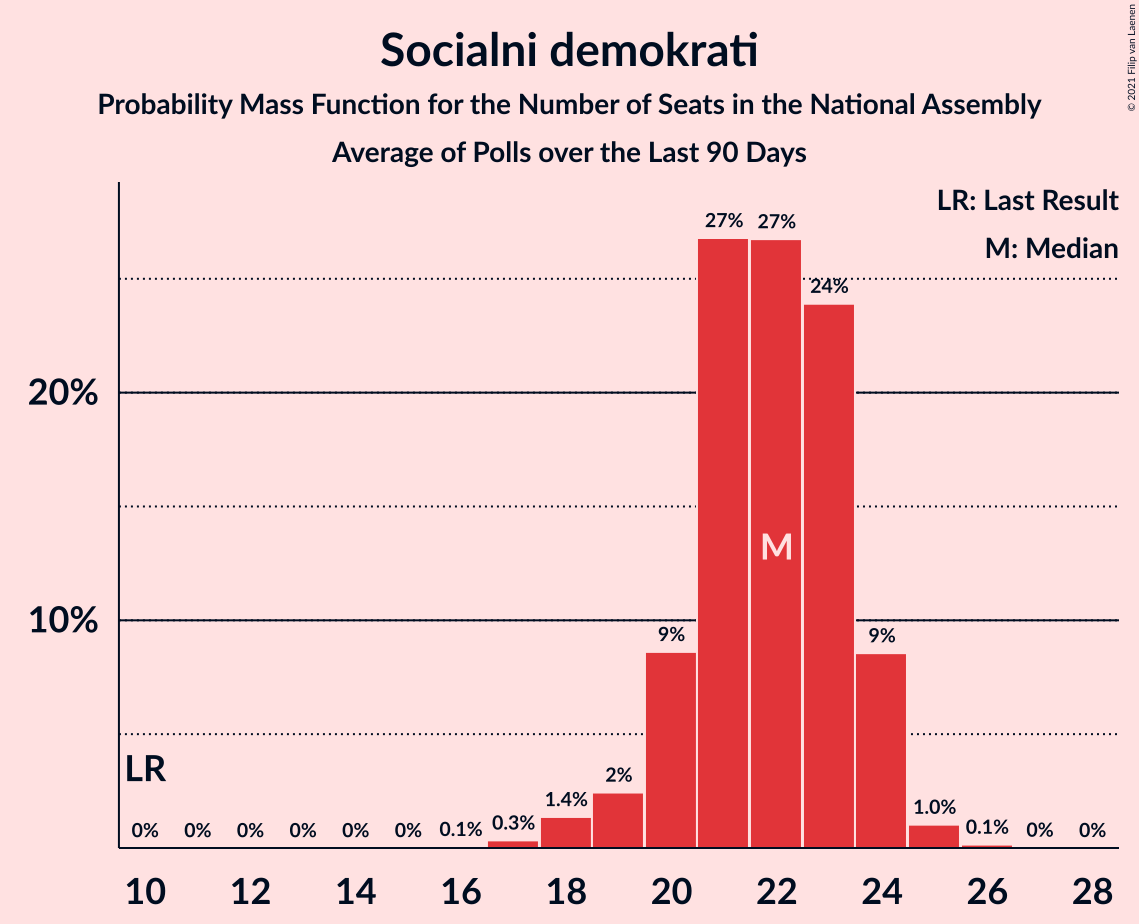 Socialni demokrati
Probability Mass Function for the Number of Seats in the National Assembly
Average of Polls over the Last 90 Days
© 2021 Filip van Laenen
LR: Last Result
M: Median
27%
27%
24%
20%
M
10%
9%
9%
LR
0%
0%
0%
0%
0%
0%
0.1%
0.3%
1.4%
2%
1.0%
0.1%
0%
0%
10 12 14 16 18 20 22 24 26 28